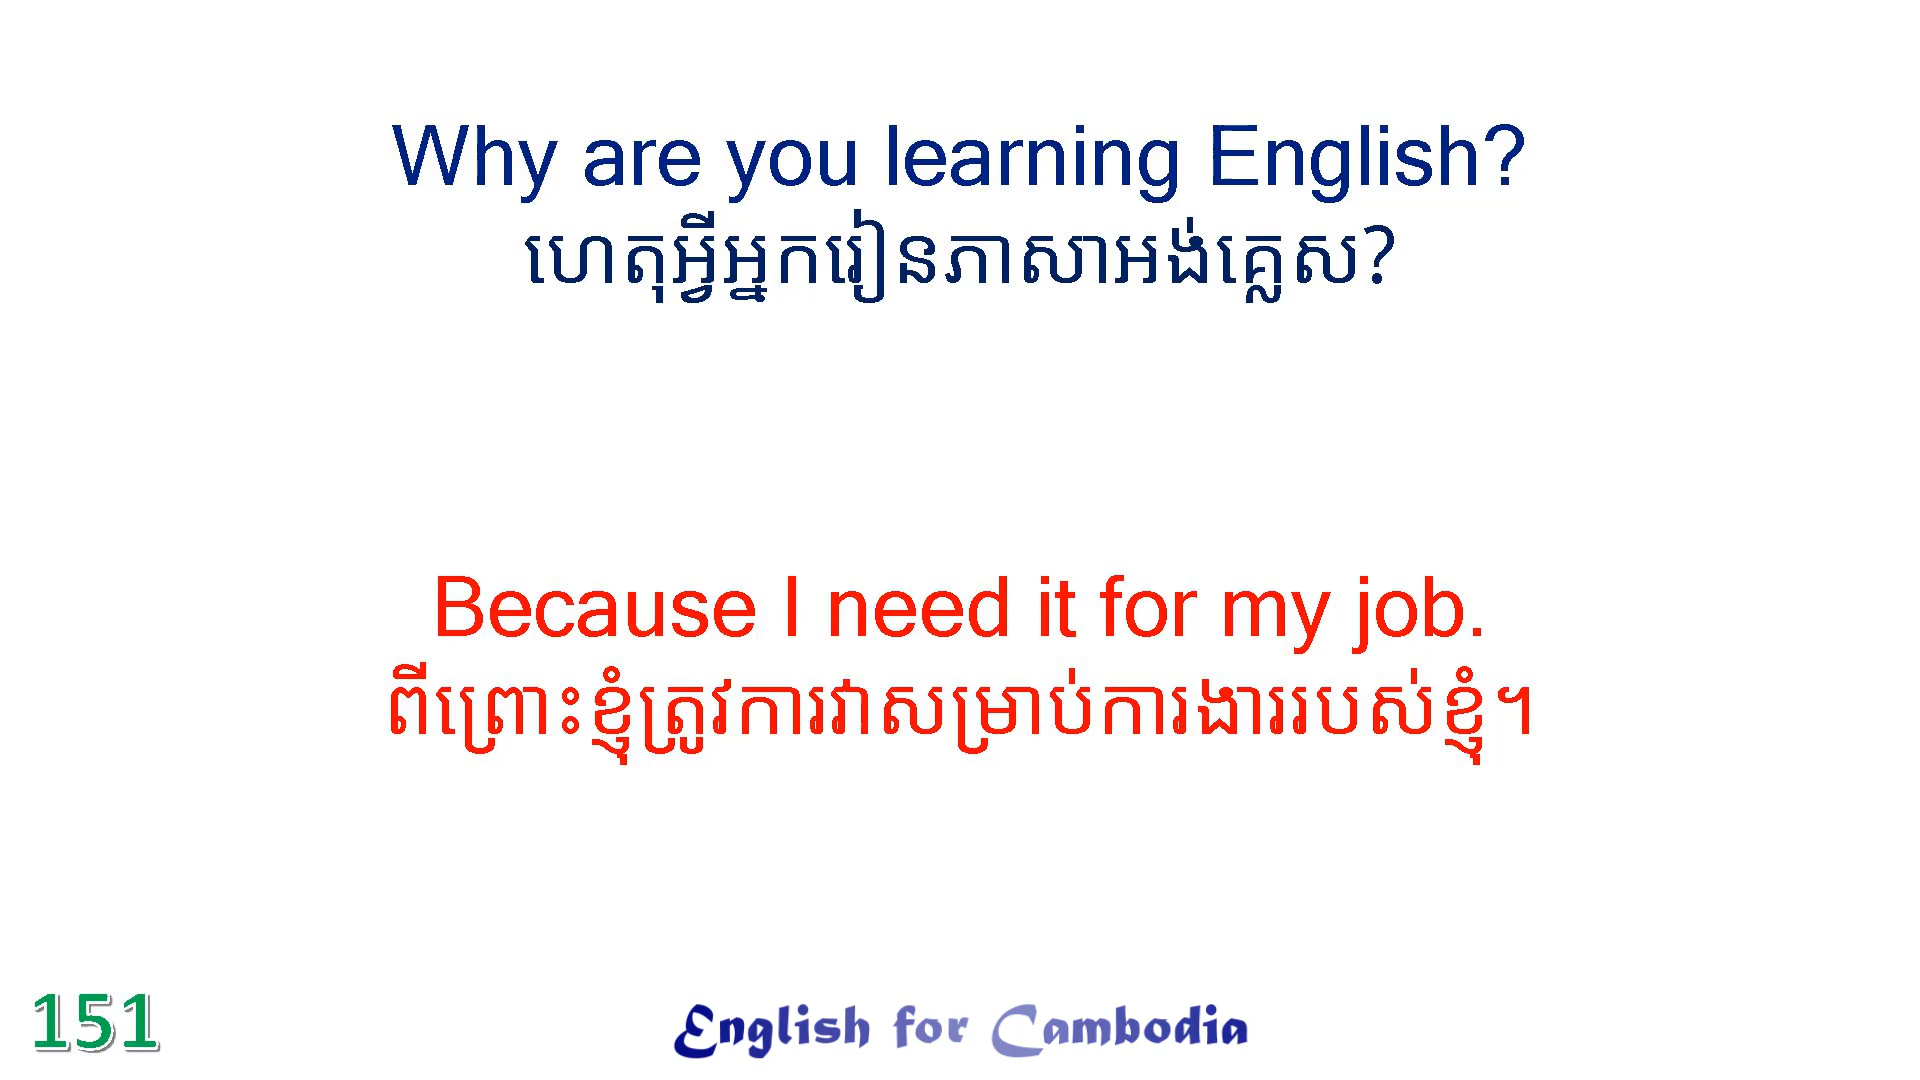 Why are you learning English?
ហេតុអ្វីអ្នករៀនភាសាអង់គ្លេស?
Because I need it for my job.
ពីព្រោះខ្ញុំត្រូវការវាសម្រាប់ការងាររបស់ខ្ញុំ។
151
English for Cambodia